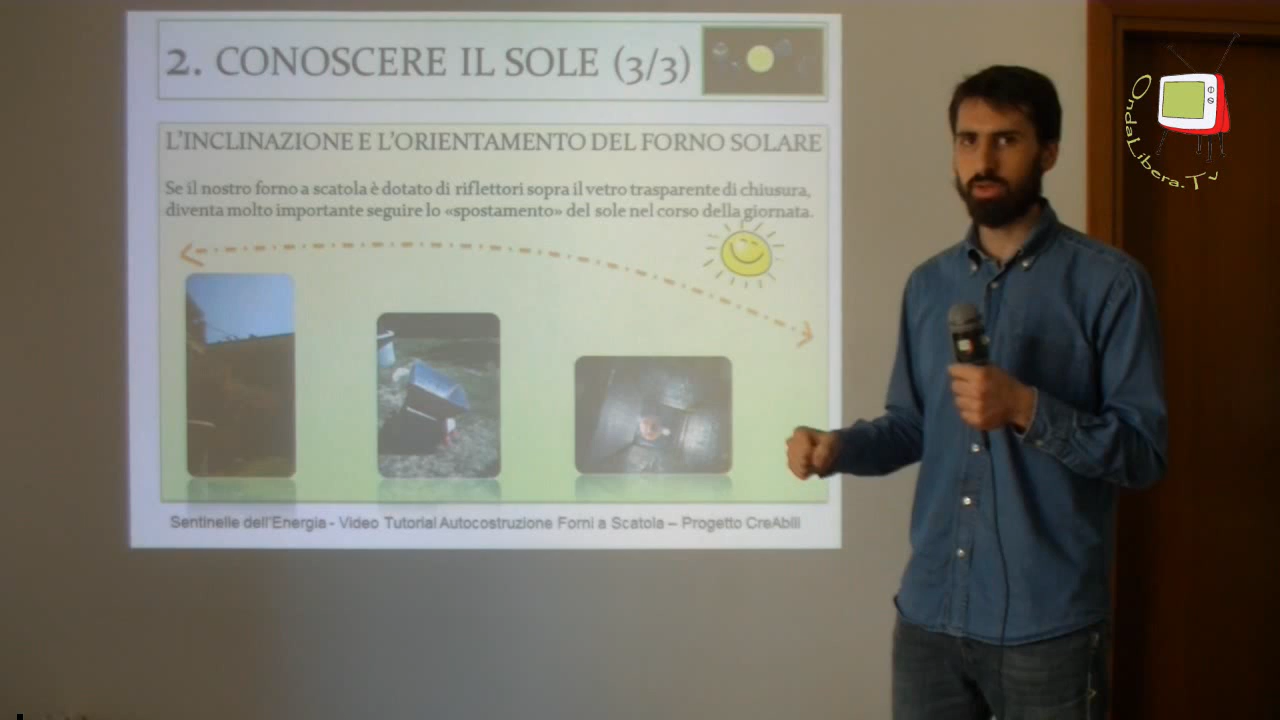 2. CONOSCERE IL SOLE (3/3)
L'INCLINAZIONE E L'ORIENTAMENTO DEL FORNO SOLARE
Se il nostro forno a scatola è dotato di riflettori sopra il vetro trasparente di chiusura,
diventa molto importante seguire lo «spostamento» del sole nel corso della giornata.
Sentinelle dell'Energia - Video Tutorial Autocostruzione Forni a Scatola – Progetto CreAbili
OndeLibera.Tv